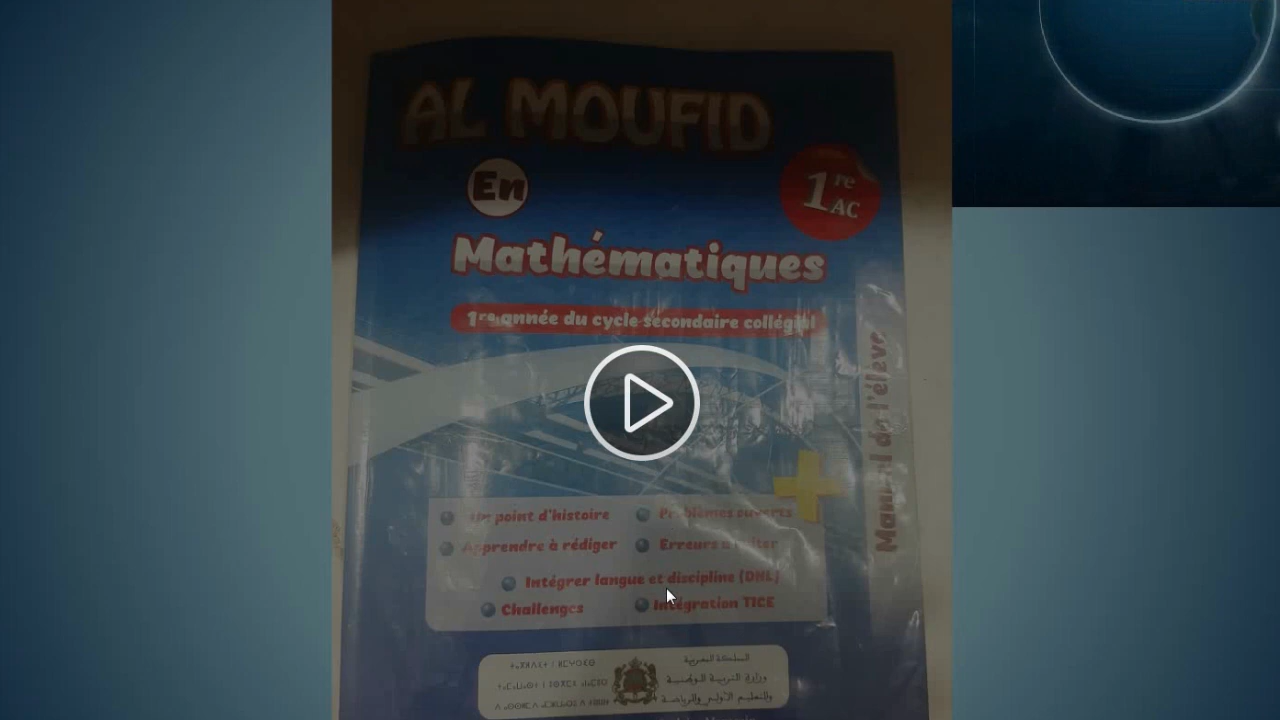 AL MOUFID
En
1re AC
Mathématiques
1re année du cycle secondaire collégial
Manuel de l'élève
Un point d'histoire
Problèmes ouverts
Apprendre à rédiger
Erreurs à éviter
Intégrer langue et discipline (DNL)
Challenges
Intégration TICE
المملكة المغربية
وزارة التربية الوطنية
والتعليم الأولي والرياضة